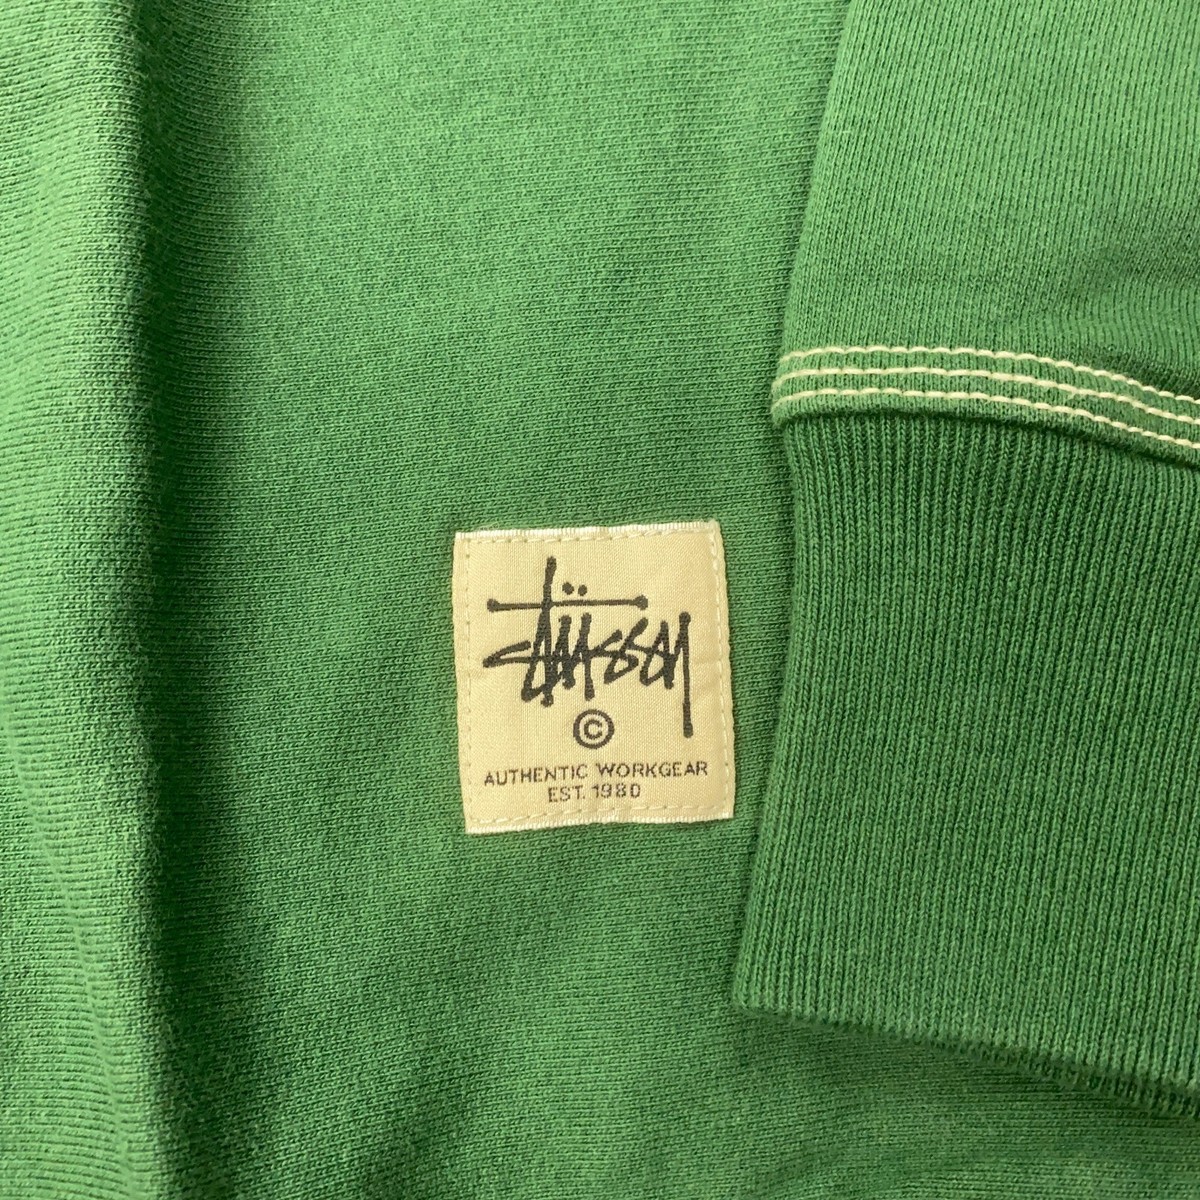 Stüssy
©
AUTHENTIC WORKGEAR
EST. 1980